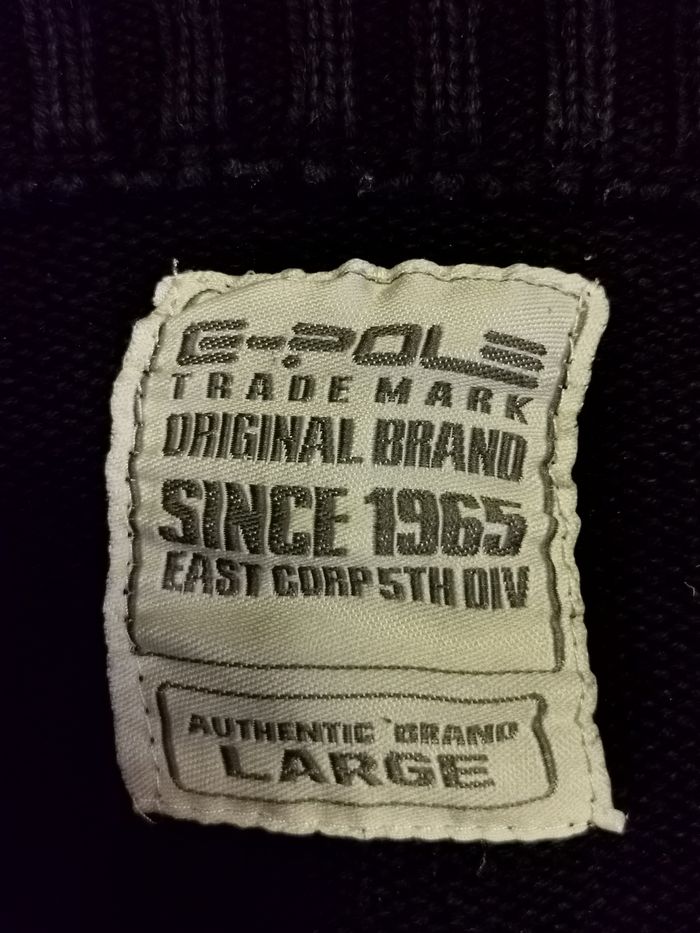 E-POLE
TRADE MARK
ORIGINAL BRAND
SINCE 1965
EAST CORP 5TH DIV
AUTHENTIC BRAND
LARGE